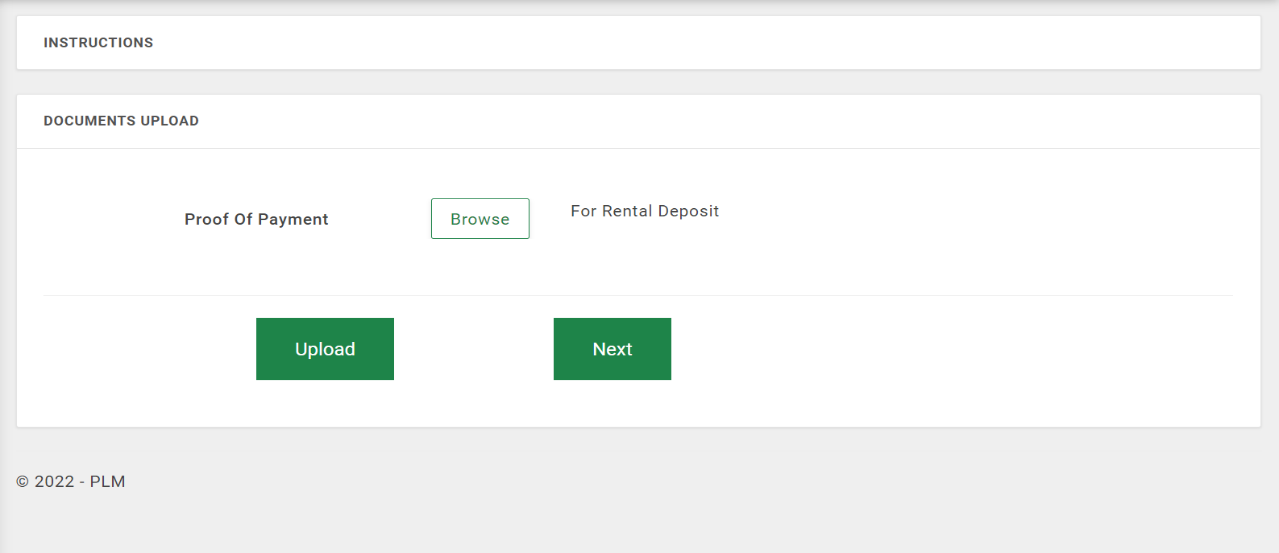 INSTRUCTIONS
DOCUMENTS UPLOAD
Proof Of Payment
Browse
For Rental Deposit
Upload
Next
© 2022 - PLM